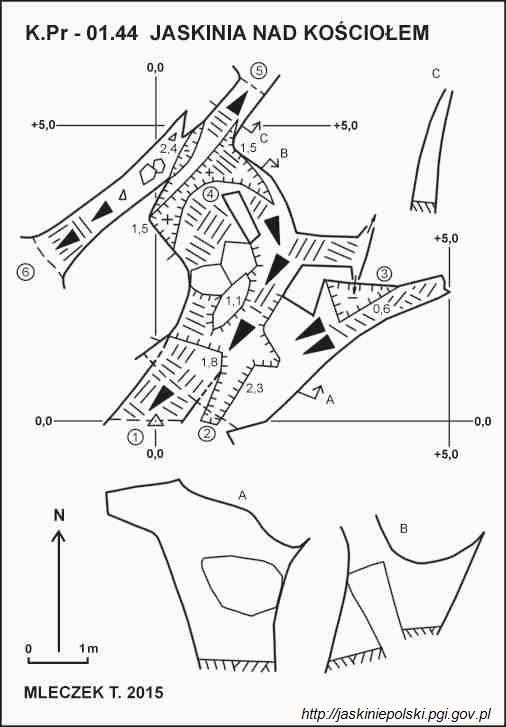 K.Pr - 01.44 JASKINIA NAD KOŚCIOŁEM
0,0
5
C
+5,0
+5,0
C
2,4
1,5
B
4
1,5
6
+5,0
3
1,1
0,6
1,8
2,3
A
0,0
0,0
1
2
0,0
+5,0
A
N
B
0
1m
MLECZEK T. 2015
http://jaskiniepolski.pgi.gov.pl